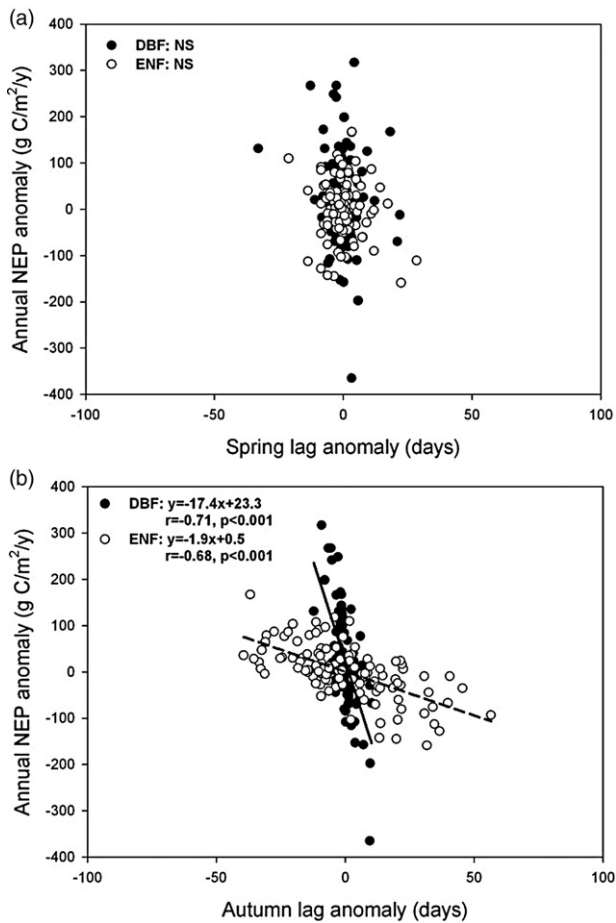 (a)
400
300
200
100
0
-100
-200
-300
-400
Annual NEP anomaly (g C/m²/y)
● DBF: NS
○ ENF: NS
-100
-50
0
50
100
Spring lag anomaly (days)
(b)
400
300
200
100
0
-100
-200
-300
-400
Annual NEP anomaly (g C/m²/y)
● DBF: y=-17.4x+23.3
r=-0.71, p<0.001
○ ENF: y=-1.9x+0.5
r=-0.68, p<0.001
-100
-50
0
50
100
Autumn lag anomaly (days)